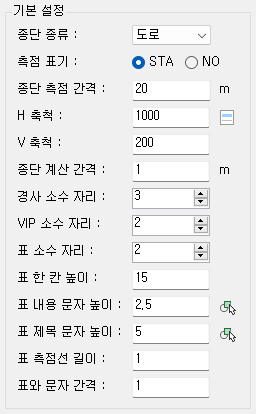 기본 설정
종단 종류 : 도로
측점 표기 : STA NO
종단 측점 간격 : 20 m
H 축척 : 1000
V 축척 : 200
종단 계산 간격 : 1 m
경사 소수 자리 : 3
VIP 소수 자리 : 2
표 소수 자리 : 2
표 한 칸 높이 : 15
표 내용 문자 높이 : 2.5
표 제목 문자 높이 : 5
표 측점선 길이 : 1
표와 문자 간격 : 1